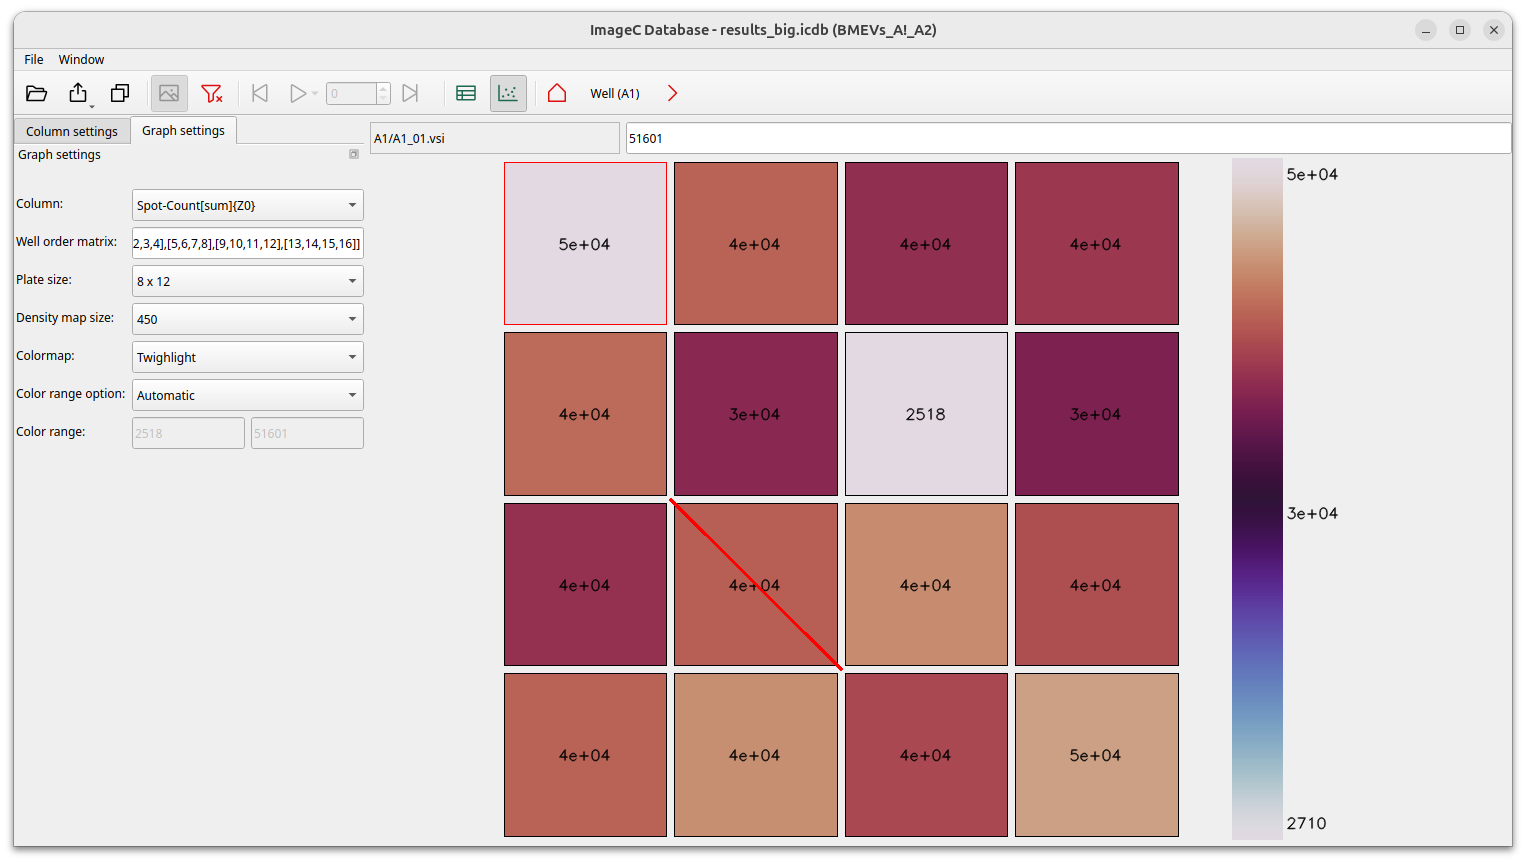 ImageC Database - results_big.icdb (BMEVs_A!_A2)
File Window
0 Well (A1)
Column settings Graph settings
A1/A1_01.vsi 51601
Graph settings
Column: Spot-Count[sum]{Z0}
Well order matrix: 2,3,4],[5,6,7,8],[9,10,11,12],[13,14,15,16]]
Plate size: 8 x 12
Density map size: 450
Colormap: Twighlight
Color range option: Automatic
Color range: 2518 51601
5e+04 4e+04 4e+04 4e+04
4e+04 3e+04 2518 3e+04
4e+04 4e+04 4e+04 4e+04
4e+04 4e+04 4e+04 5e+04
5e+04
3e+04
2710